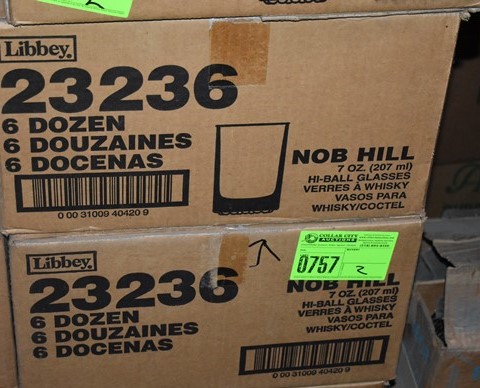 2
Libbey®
23236
6 DOZEN
6 DOUZAINES
6 DOCENAS
0 00 31009 40420 9
NOB HILL
7 OZ. (207 ml)
HI-BALL GLASSES
VERRES À WHISKY
VASOS PARA
WHISKY/COCTEL
Libbey®
23236
6 DOZEN
6 DOUZAINES
6 DOCENAS
COLLAR CITY
AUCTIONS
0757
2
NOB HILL
7 OZ. (207 ml)
HI-BALL GLASSES
VERRES À WHISKY
VASOS PARA
WHISKY/COCTEL
0 00 31009 40420 9